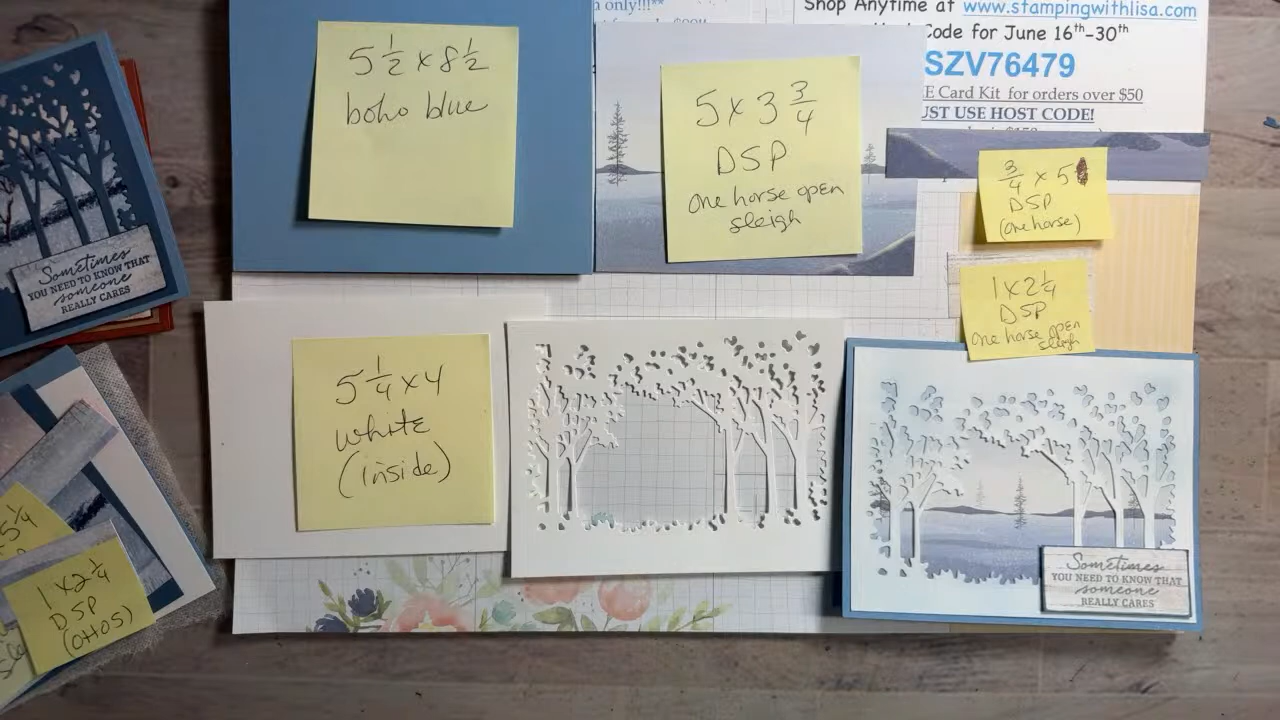 only!!!**
Shop Anytime at www.stampingwithlisa.com
Code for June 16th-30th
SZV76479
E Card Kit for orders over $50
UST USE HOST CODE!
5 1/2 x 8 1/2
boho blue
5 x 3 3/4
DSP
one horse open
sleigh
3/4 x 5
DSP
(one horse)
1 x 2 1/4
DSP
one horse open
sleigh
5 1/4 x 4
white
(inside)
Sometimes
YOU NEED TO KNOW THAT
someone
REALLY CARES
Sometimes
YOU NEED TO KNOW THAT
someone
REALLY CARES
5 1/4
1 x 2 1/4
DSP
(OHOS)